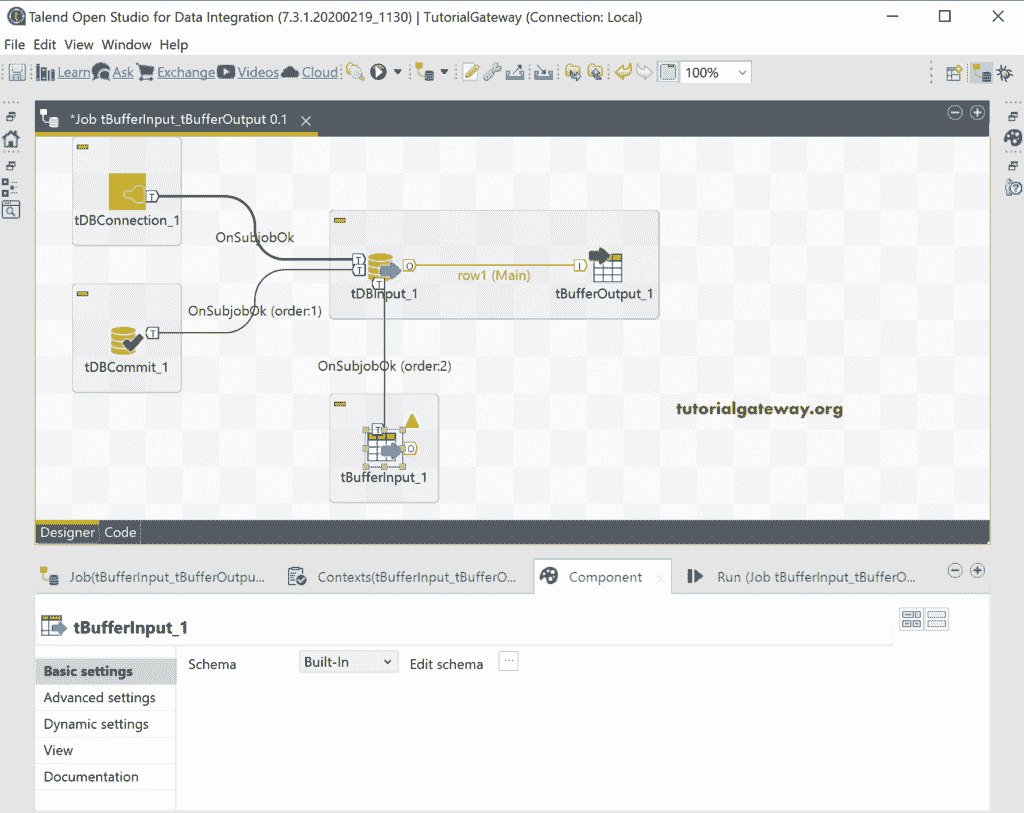 Talend Open Studio for Data Integration (7.3.1.20200219_1130) | TutorialGateway (Connection: Local)
File Edit View Window Help
Learn Ask Exchange Videos Cloud 100%
*Job tBufferInput_tBufferOutput 0.1
T
tDBConnection_1
OnSubjobOk
T
T O row1 (Main) I
T
tDBInput_1 tBufferOutput_1
OnSubjobOk (order:1)
T
tDBCommit_1
OnSubjobOk (order:2)
tutorialgateway.org
T
O
tBufferInput_1
Designer Code
Job(tBufferInput_tBufferOutpu... Contexts(tBufferInput_tBufferO... Component Run (Job tBufferInput_tBufferO...
tBufferInput_1
Basic settings Schema Built-In Edit schema ...
Advanced settings
Dynamic settings
View
Documentation